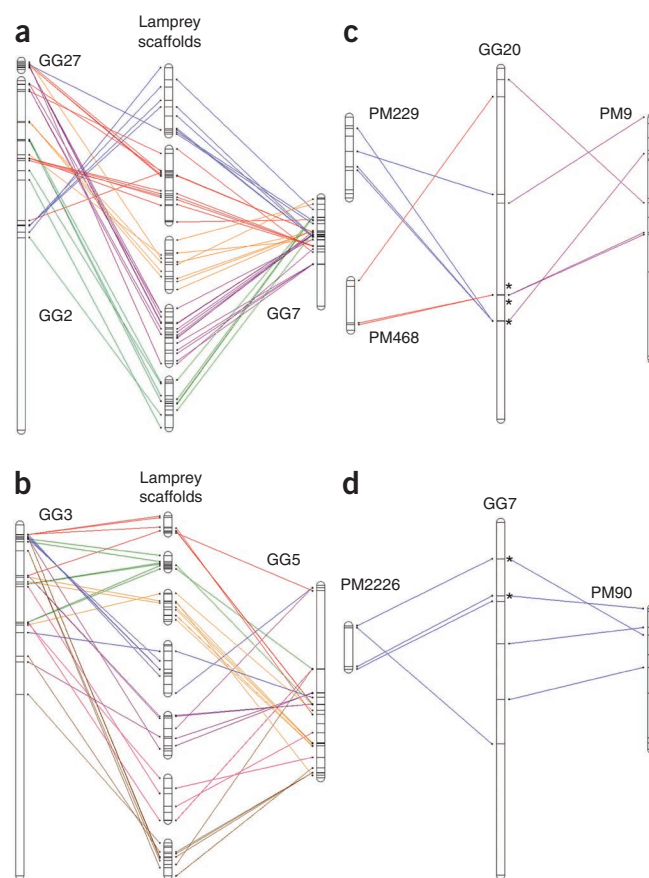 a
Lamprey
scaffolds
GG27
GG2
GG7
c
GG20
PM229
PM9
PM468
*
*
*
b
Lamprey
scaffolds
GG3
GG5
d
GG7
PM2226
PM90
*
*